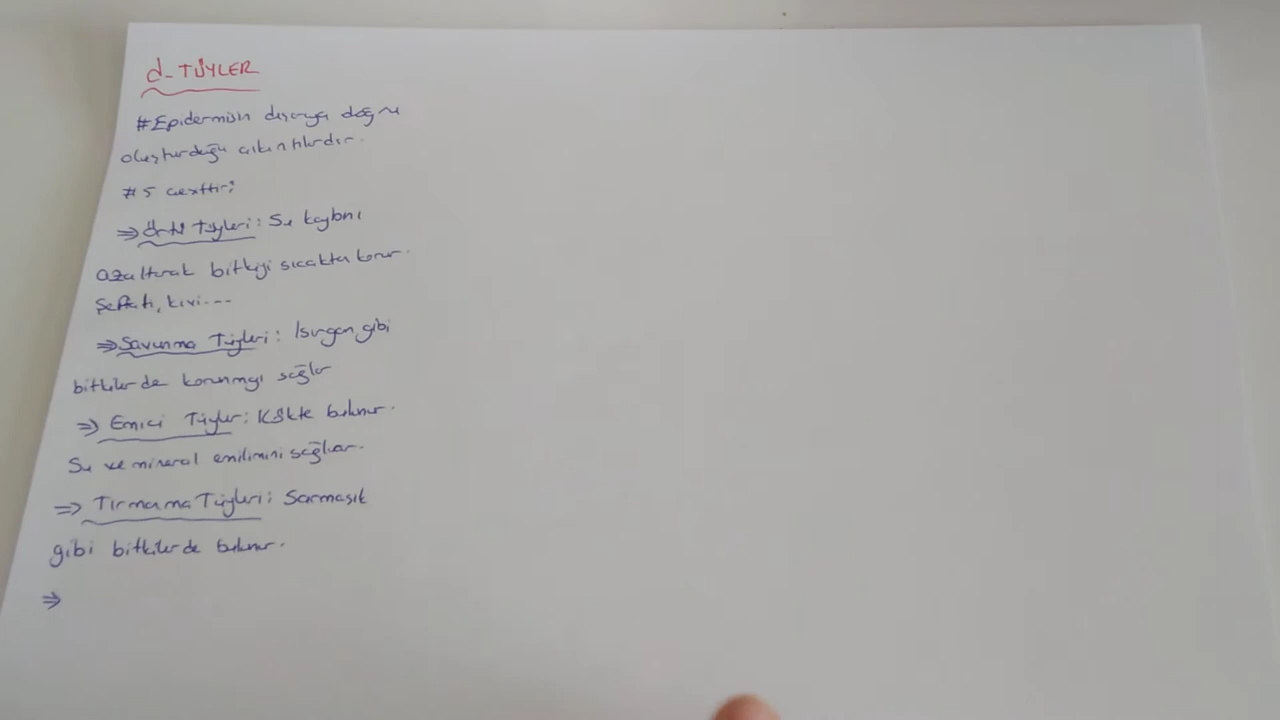 d- TÜYLER
#Epidermisin dışarıya doğru
oluşturduğu çıkıntılardır.
# 5 çeşittir;
⇒ Örtü Tüyleri: Su kaybını
azaltarak bitkiyi sıcaktan korur.
Şeftali, kivi...
⇒ Savunma Tüyleri: Isırgan gibi
bitkilerde korunmayı sağlar
⇒ Emici Tüyler: Kökte bulunur.
Su ve mineral emilimini sağlar.
⇒ Tırmanma Tüyleri; Sarmaşık
gibi bitkilerde bulunur.
⇒